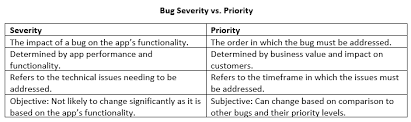 Bug Severity vs. Priority
Severity
Priority
The impact of a bug on the app's functionality.
The order in which the bug must be addressed.
Determined by app performance and
functionality.
Determined by business value and impact on
customers.
Refers to the technical issues needing to be
addressed.
Refers to the timeframe in which the issues must
be addressed.
Objective: Not likely to change significantly as it is
based on the app's functionality.
Subjective: Can change based on comparison to
other bugs and their priority levels.